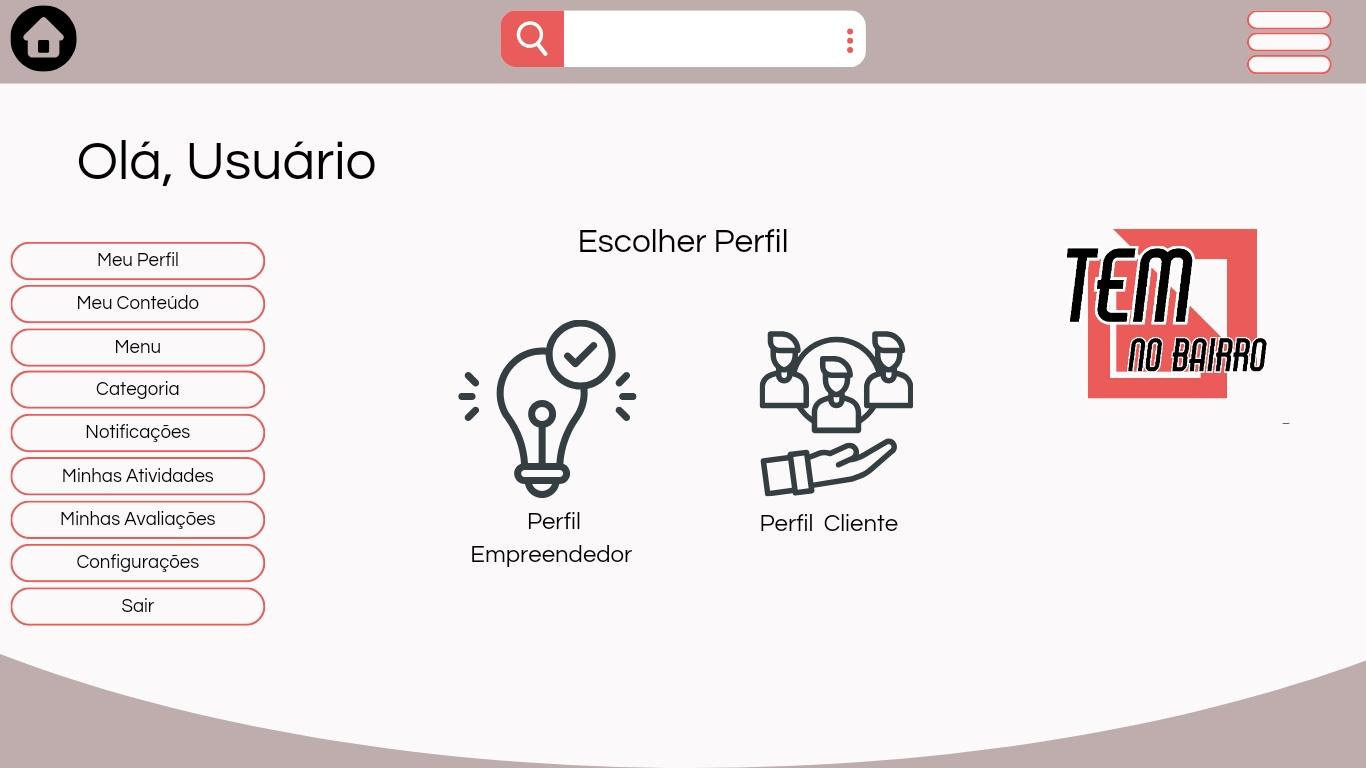 Olá, Usuário
Escolher Perfil
Meu Perfil
Meu Conteúdo
Menu
Categoria
Notificações
Minhas Atividades
Minhas Avaliações
Configurações
Sair
Perfil
Empreendedor
Perfil Cliente
TEM
NO BAIRRO